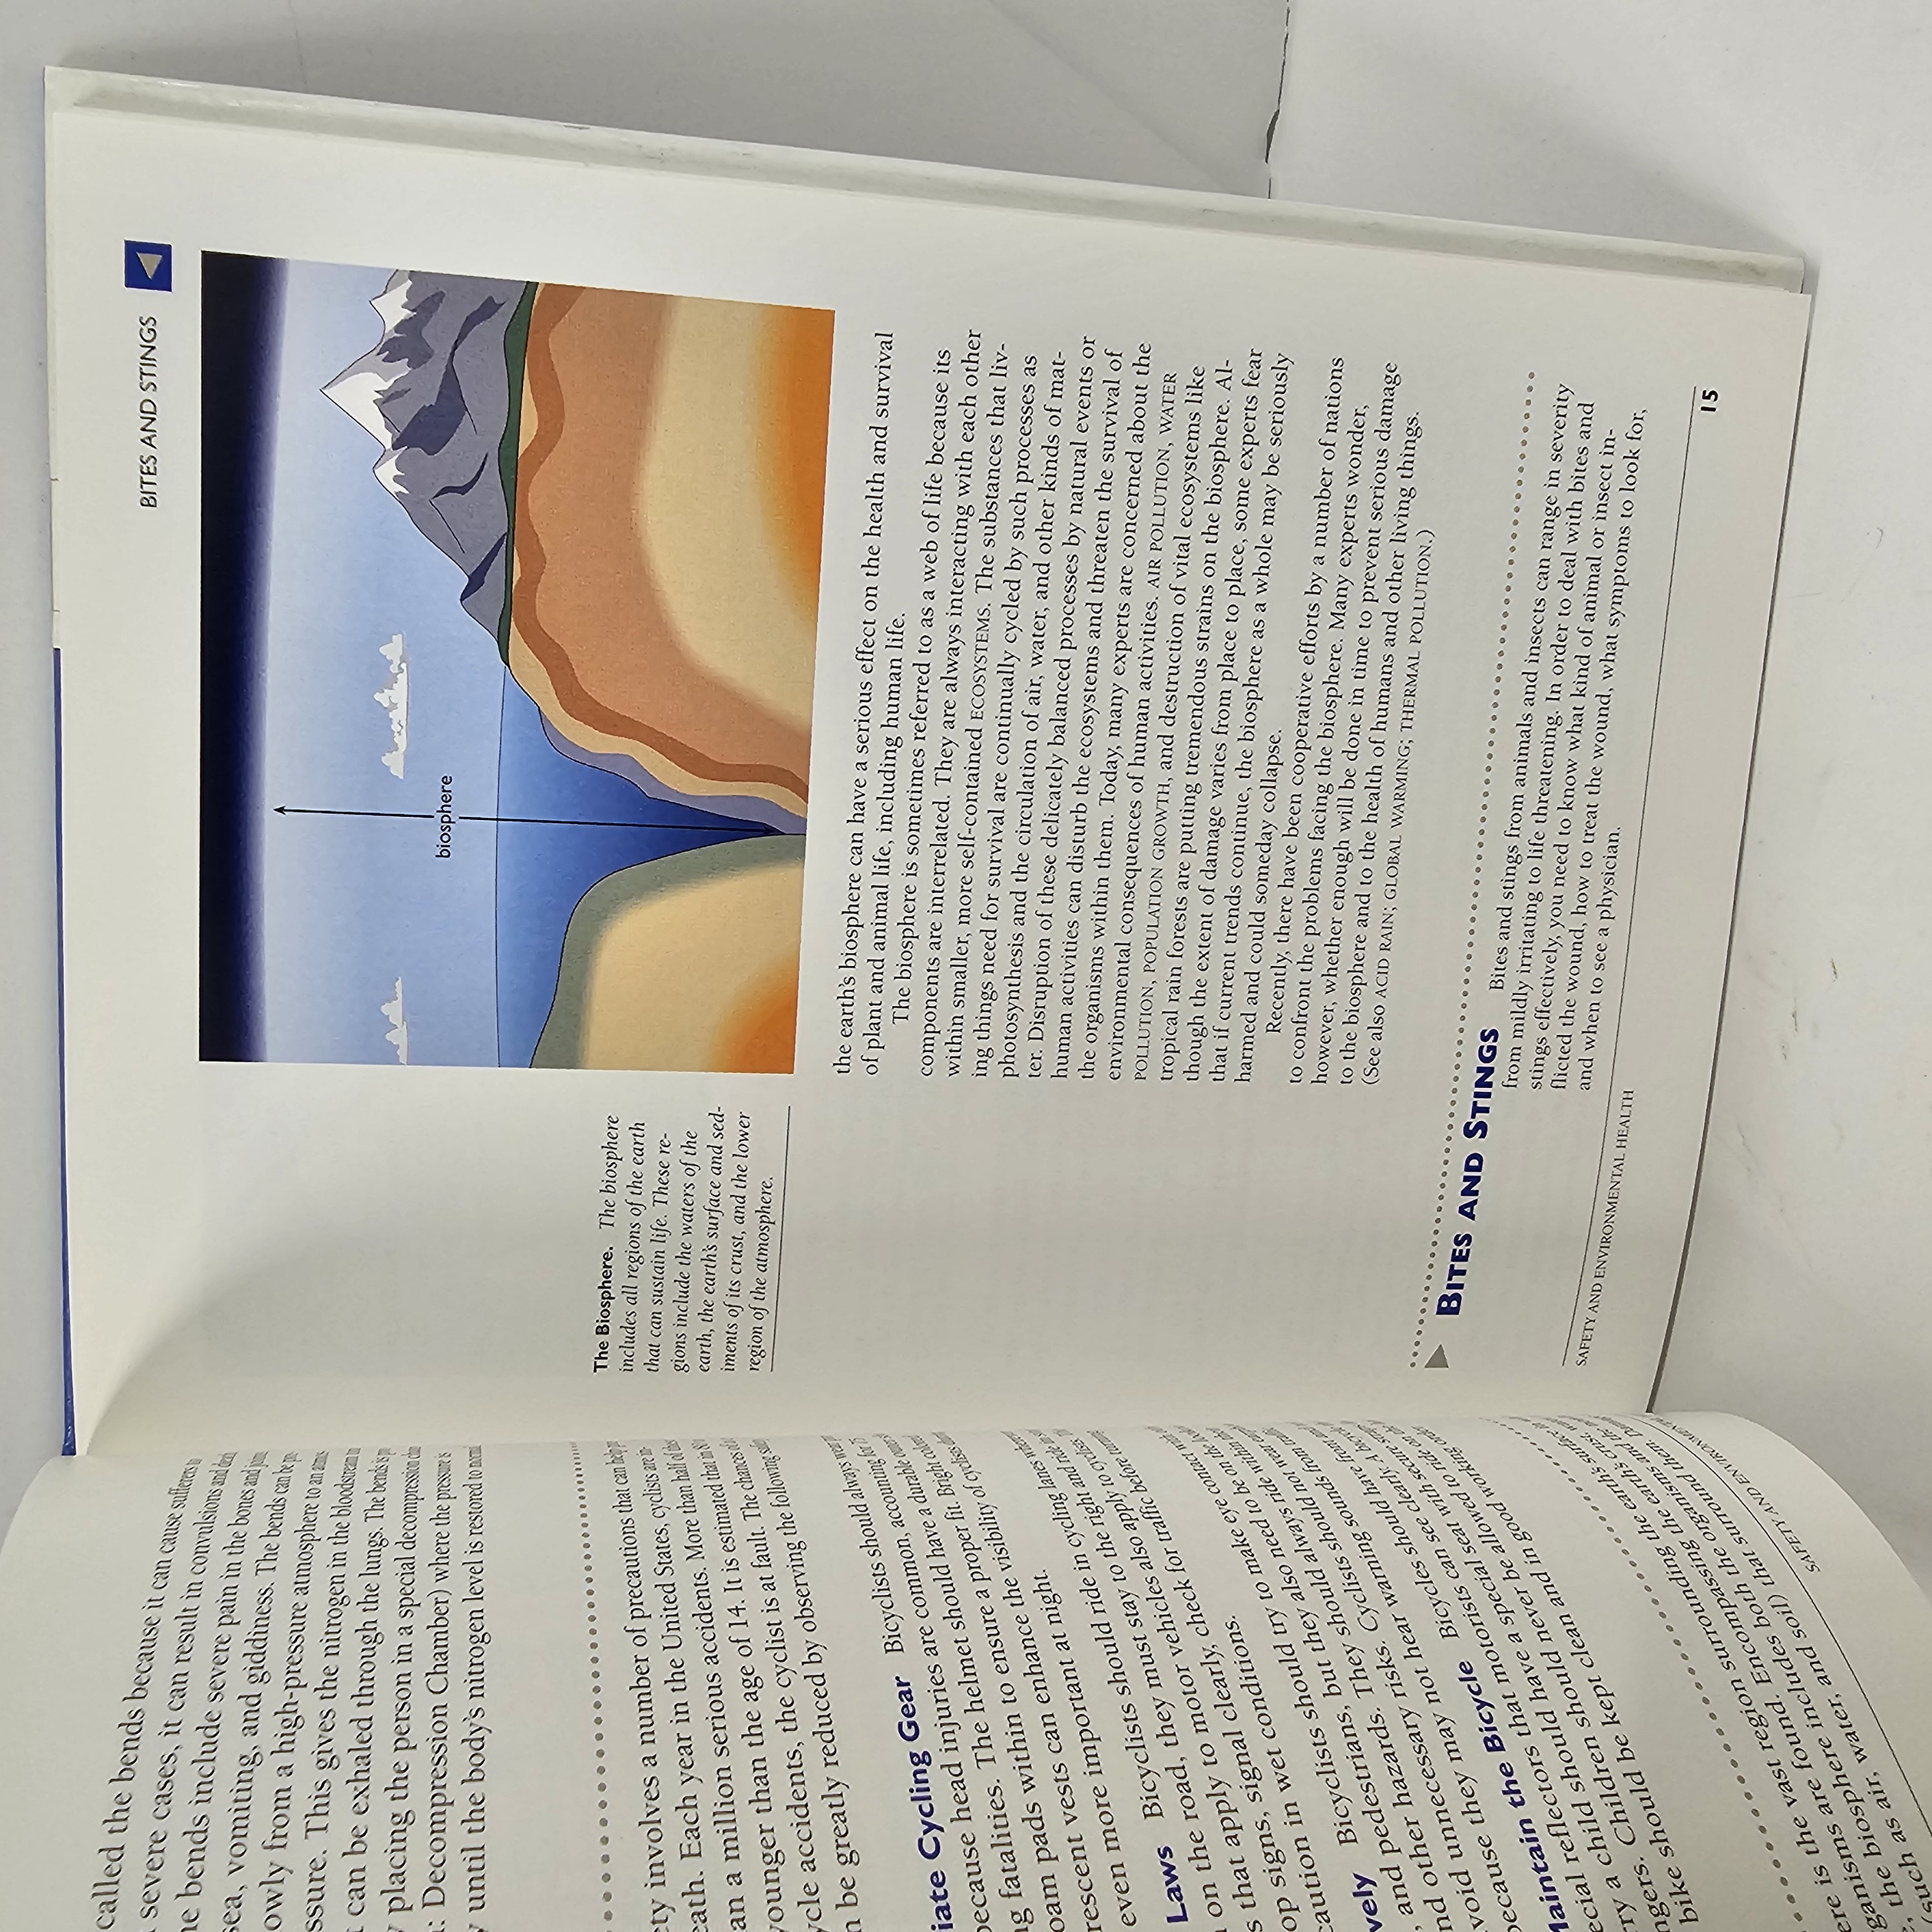 called the bends because it can cause sufferers to
severe cases, it can result in convulsions and death
bends include severe pain in the bones and joints,
vomiting, and giddiness. The bends can be
from a high-pressure atmosphere to an
This gives the nitrogen in the bloodstream
can be exhaled through the lungs. The bends is
placing the person in a special decompression
Decompression Chamber) where the pressure is
until the body's nitrogen level is restored to normal
involves a number of precautions that can help
Each year in the United States, cyclists are in-
a million serious accidents. More than half of these
younger than the age of 14. It is estimated that in 80
accidents, the cyclist is at fault. The chances of
be greatly reduced by observing the following
Cycling Gear Bicyclists should always wear
because head injuries are common, accounting for 75
fatalities. The helmet should have a durable outer
pads within to ensure a proper fit. Bright colored
vests can enhance the visibility of cyclists
even more important at night.
Laws Bicyclists should ride in cycling lanes
on the road, they must stay to the right and ride in
that apply to motor vehicles also apply to cyclists.
signs, signal clearly, check for traffic before turning
caution in wet conditions.
Bicyclists should try to make eye contact with
and pedestrians, but they also need to be on the
other hazards. They should always ride within their
unnecessary risks. Cyclists should not wear
because they may not hear warning sounds from traffic
Maintain the Bicycle Bicycles should have front
reflectors that motorists can see clearly. A bicycle
a child should have a special seat with secure
Children should never be allowed to ride on the
bike should be kept clean and in good working order.
is the vast region surrounding the earth's surface
are found. Encompassing the earth's crust,
the biosphere includes both the organisms and the
(such as air, water, and soil) that surround them.
SAFETY AND
BITES AND STINGS
biosphere
The Biosphere. The biosphere
includes all regions of the earth
that can sustain life. These re-
gions include the waters of the
earth, the earth's surface and sed-
iments of its crust, and the lower
region of the atmosphere.
the earth's biosphere can have a serious effect on the health and survival
of plant and animal life, including human life.
The biosphere is sometimes referred to as a web of life because its
components are interrelated. They are always interacting with each other
within smaller, more self-contained ECOSYSTEMS. The substances that liv-
ing things need for survival are continually cycled by such processes as
photosynthesis and the circulation of air, water, and other kinds of mat-
ter. Disruption of these delicately balanced processes by natural events or
human activities can disturb the ecosystems and threaten the survival of
the organisms within them. Today, many experts are concerned about the
environmental consequences of human activities. AIR POLLUTION, WATER
POLLUTION, POPULATION GROWTH, and destruction of vital ecosystems like
tropical rain forests are putting tremendous strains on the biosphere. Al-
though the extent of damage varies from place to place, some experts fear
that if current trends continue, the biosphere as a whole may be seriously
harmed and could someday collapse.
Recently, there have been cooperative efforts by a number of nations
to confront the problems facing the biosphere. Many experts wonder,
however, whether enough will be done in time to prevent serious damage
to the biosphere and to the health of humans and other living things.
(See also ACID RAIN; GLOBAL WARMING; THERMAL POLLUTION.)
BITES AND STINGS Bites and stings from animals and insects can range in severity
from mildly irritating to life threatening. In order to deal with bites and
stings effectively, you need to know what kind of animal or insect in-
flicted the wound, how to treat the wound, what symptoms to look for,
and when to see a physician.
SAFETY AND ENVIRONMENTAL HEALTH
15